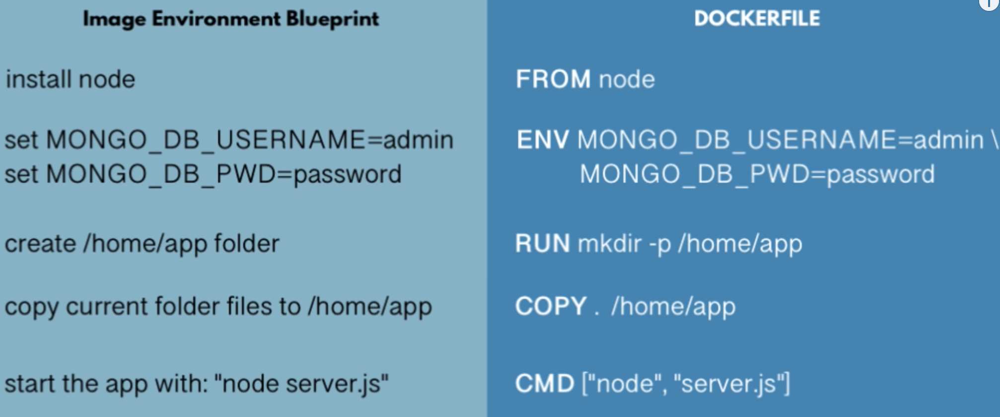 Image Environment Blueprint
install node
set MONGO_DB_USERNAME=admin
set MONGO_DB_PWD=password
create /home/app folder
copy current folder files to /home/app
start the app with: "node server.js"
DOCKERFILE
FROM node
ENV MONGO_DB_USERNAME=admin \
MONGO_DB_PWD=password
RUN mkdir -p /home/app
COPY . /home/app
CMD ["node", "server.js"]